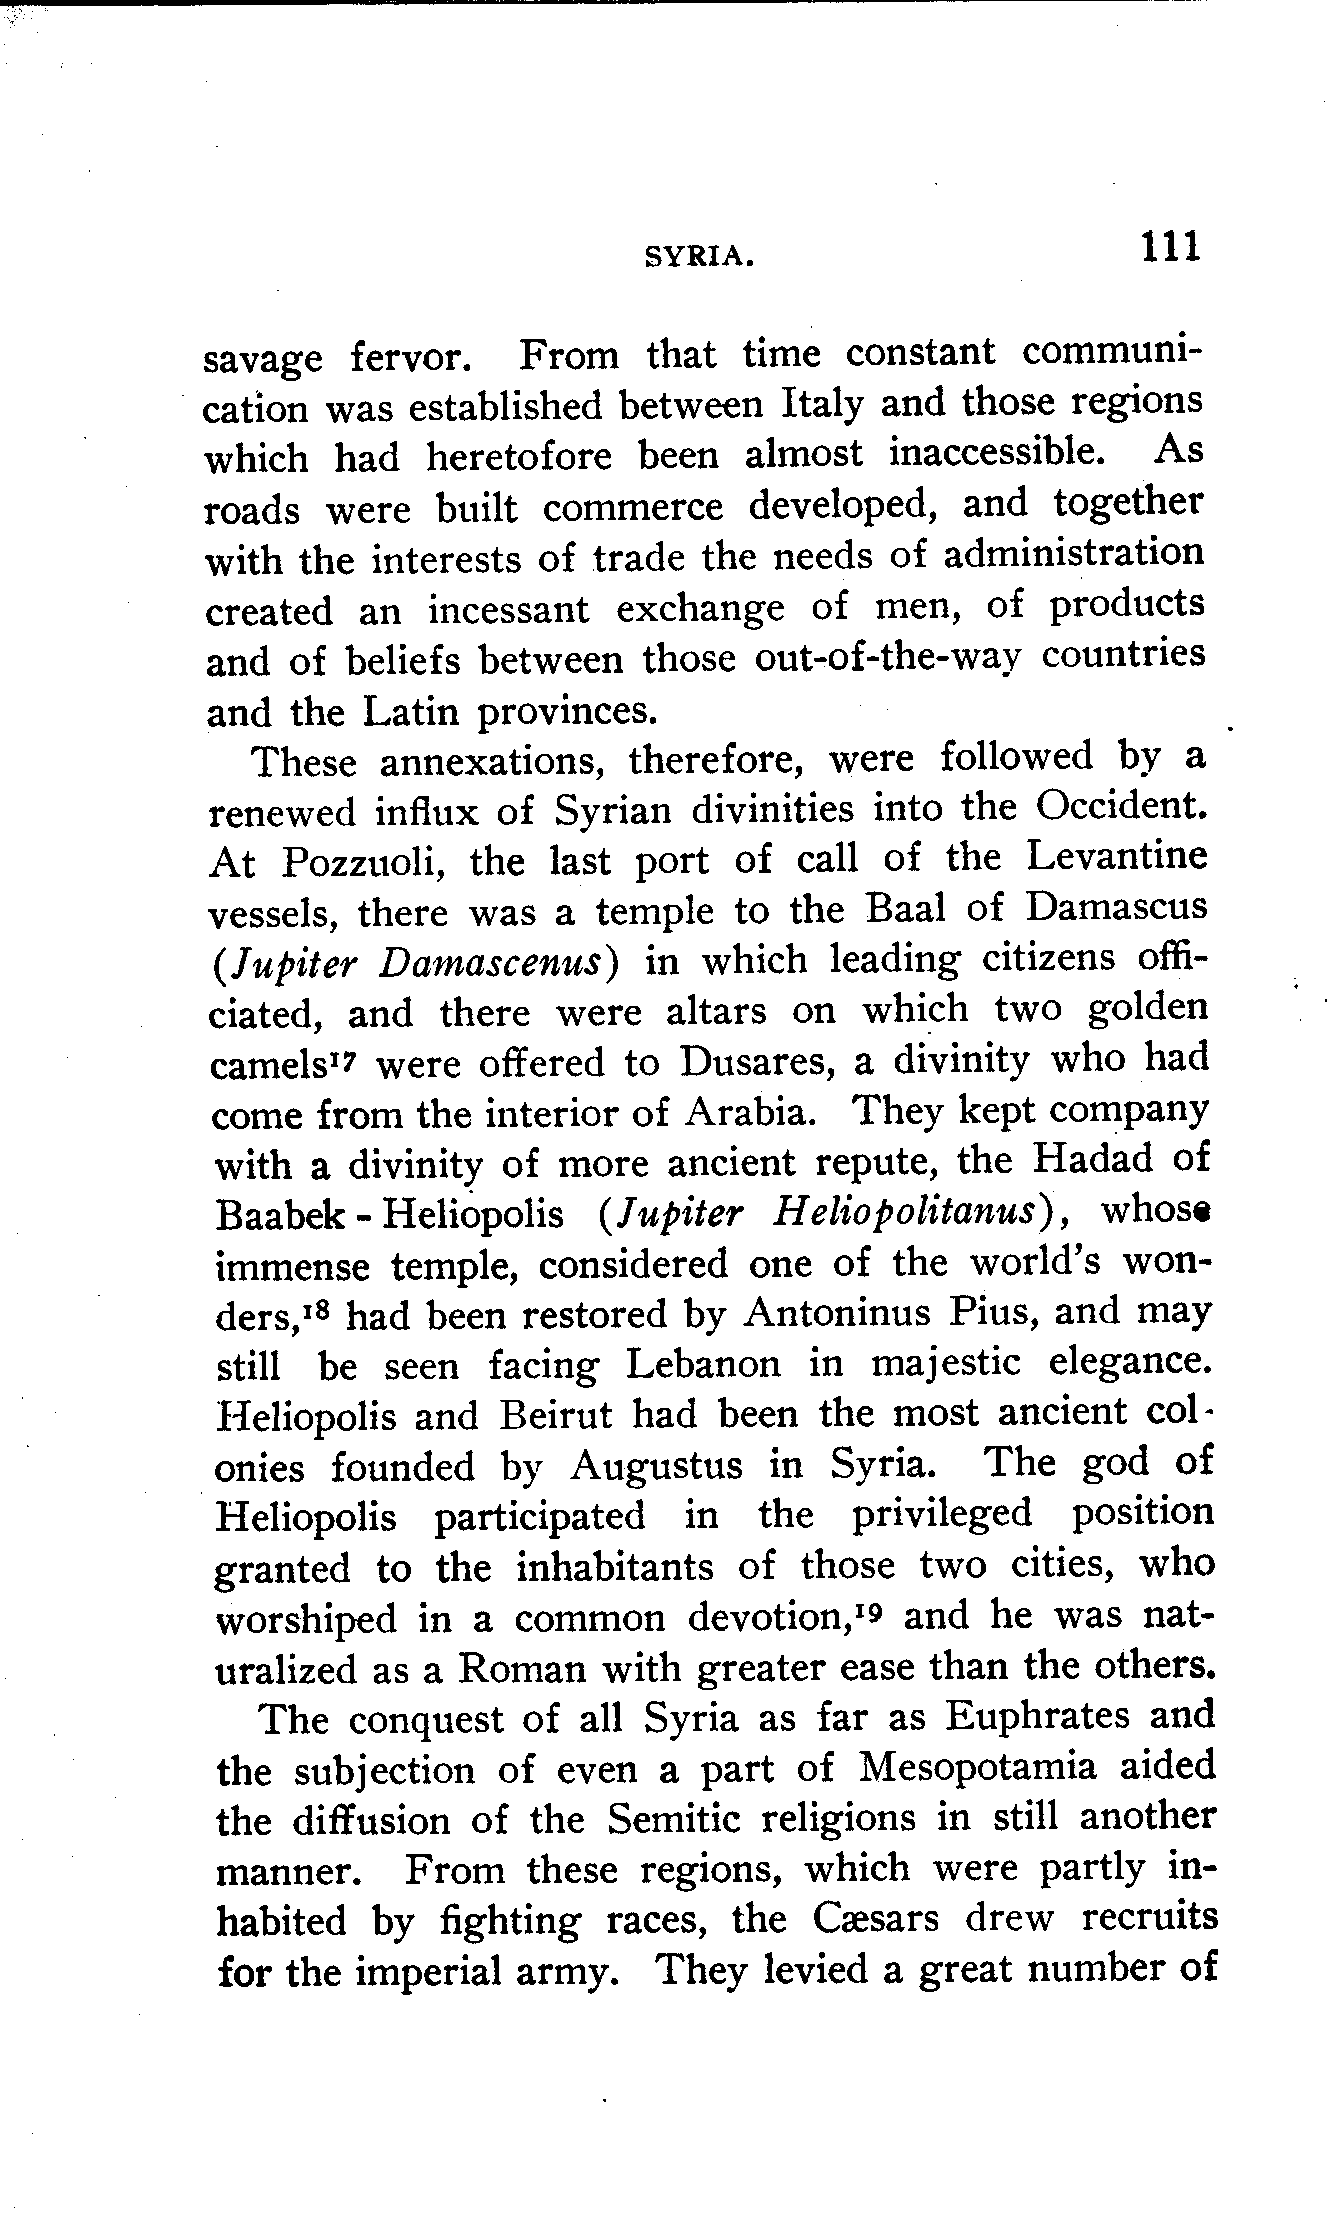 SYRIA. 111
savage fervor. From that time constant communi-
cation was established between Italy and those regions
which had heretofore been almost inaccessible. As
roads were built commerce developed, and together
with the interests of trade the needs of administration
created an incessant exchange of men, of products
and of beliefs between those out-of-the-way countries
and the Latin provinces.
These annexations, therefore, were followed by a
renewed influx of Syrian divinities into the Occident.
At Pozzuoli, the last port of call of the Levantine
vessels, there was a temple to the Baal of Damascus
(Jupiter Damascenus) in which leading citizens offi-
ciated, and there were altars on which two golden
camels¹⁷ were offered to Dusares, a divinity who had
come from the interior of Arabia. They kept company
with a divinity of more ancient repute, the Hadad of
Baabek - Heliopolis (Jupiter Heliopolitanus), whose
immense temple, considered one of the world's won-
ders,¹⁸ had been restored by Antoninus Pius, and may
still be seen facing Lebanon in majestic elegance.
Heliopolis and Beirut had been the most ancient col-
onies founded by Augustus in Syria. The god of
Heliopolis participated in the privileged position
granted to the inhabitants of those two cities, who
worshiped in a common devotion,¹⁹ and he was nat-
uralized as a Roman with greater ease than the others.
The conquest of all Syria as far as Euphrates and
the subjection of even a part of Mesopotamia aided
the diffusion of the Semitic religions in still another
manner. From these regions, which were partly in-
habited by fighting races, the Cæsars drew recruits
for the imperial army. They levied a great number of